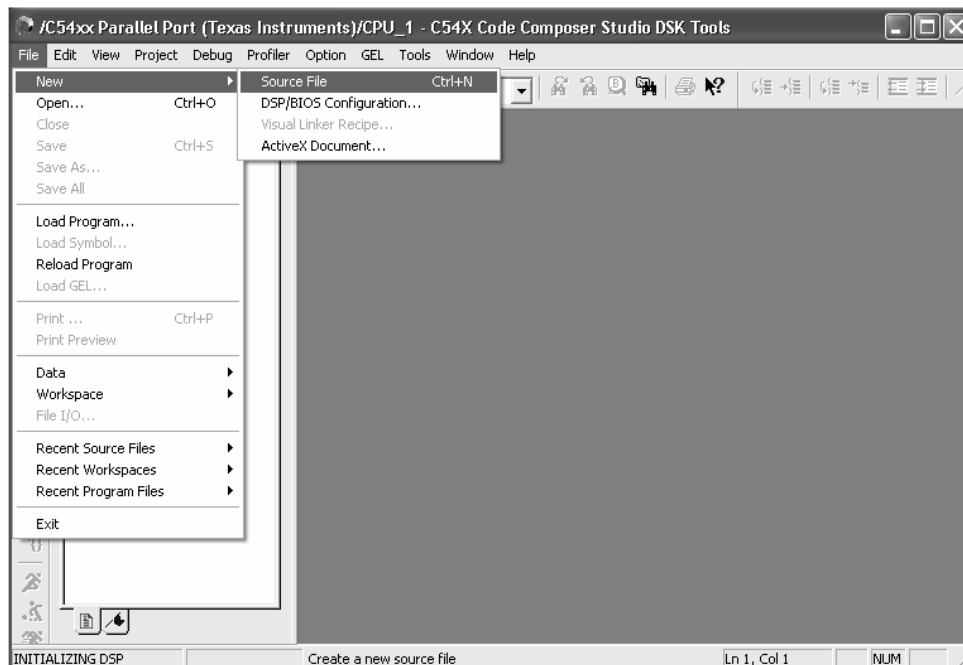 /C54xx Parallel Port (Texas Instruments)/CPU_1 - C54X Code Composer Studio DSK Tools
File Edit View Project Debug Profiler Option GEL Tools Window Help
New
Open... Ctrl+O
Close
Save Ctrl+S
Save As...
Save All
Load Program...
Load Symbol...
Reload Program
Load GEL...
Print ... Ctrl+P
Print Preview
Data
Workspace
File I/O...
Recent Source Files
Recent Workspaces
Recent Program Files
Exit
Source File Ctrl+N
DSP/BIOS Configuration...
Visual Linker Recipe...
ActiveX Document...
INITIALIZING DSP Create a new source file Ln 1, Col 1 NUM